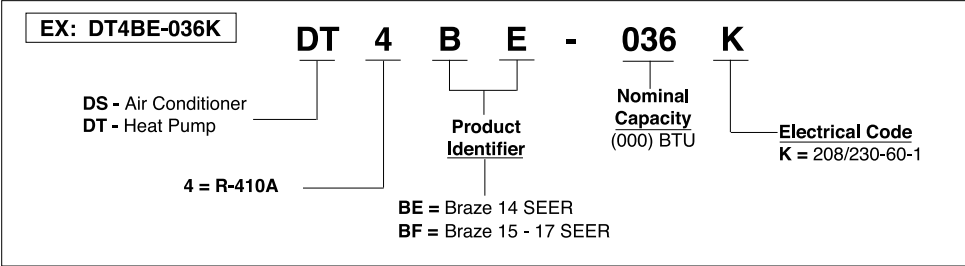 EX: DT4BE-036K
DT 4 B E - 036 K
DS - Air Conditioner
DT - Heat Pump
4 = R-410A
Product
Identifier
BE = Braze 14 SEER
BF = Braze 15 - 17 SEER
Nominal
Capacity
(000) BTU
Electrical Code
K = 208/230-60-1